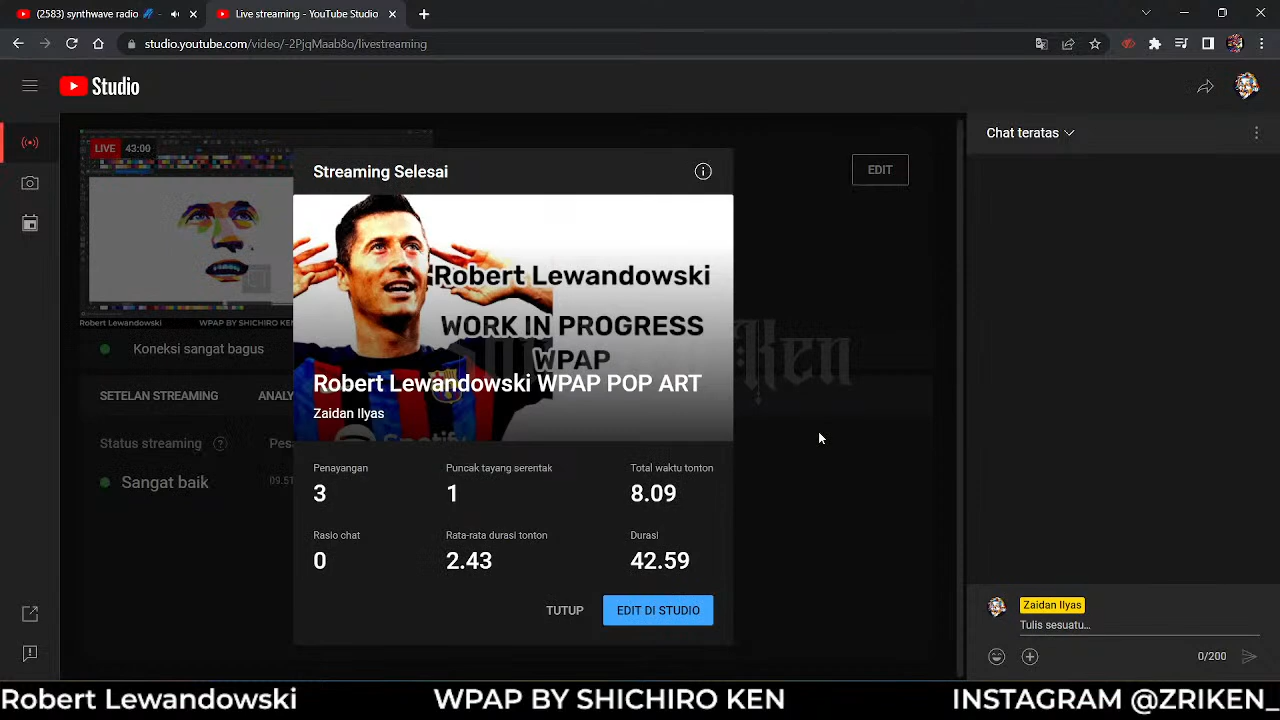 (2583) synthwave radio
Live streaming - YouTube Studio
studio.youtube.com/video/-2PjqMaab8o/livestreaming
Studio
Chat teratas
LIVE 43:00
Streaming Selesai
EDIT
Robert Lewandowski
WORK IN PROGRESS
WPAP
Robert Lewandowski WPAP POP ART
Zaidan Ilyas
Spotify
Ken
Robert Lewandowski
WPAP BY SHICHIRO KEN
Koneksi sangat bagus
SETELAN STREAMING
ANALY
Status streaming
Pes
Sangat baik
Penayangan
3
Puncak tayang serentak
1
Total waktu tonton
8.09
Rasio chat
0
Rata-rata durasi tonton
2.43
Durasi
42.59
TUTUP
EDIT DI STUDIO
Zaidan Ilyas
Tulis sesuatu...
0/200
Robert Lewandowski
WPAP BY SHICHIRO KEN
INSTAGRAM @ZRIKEN_